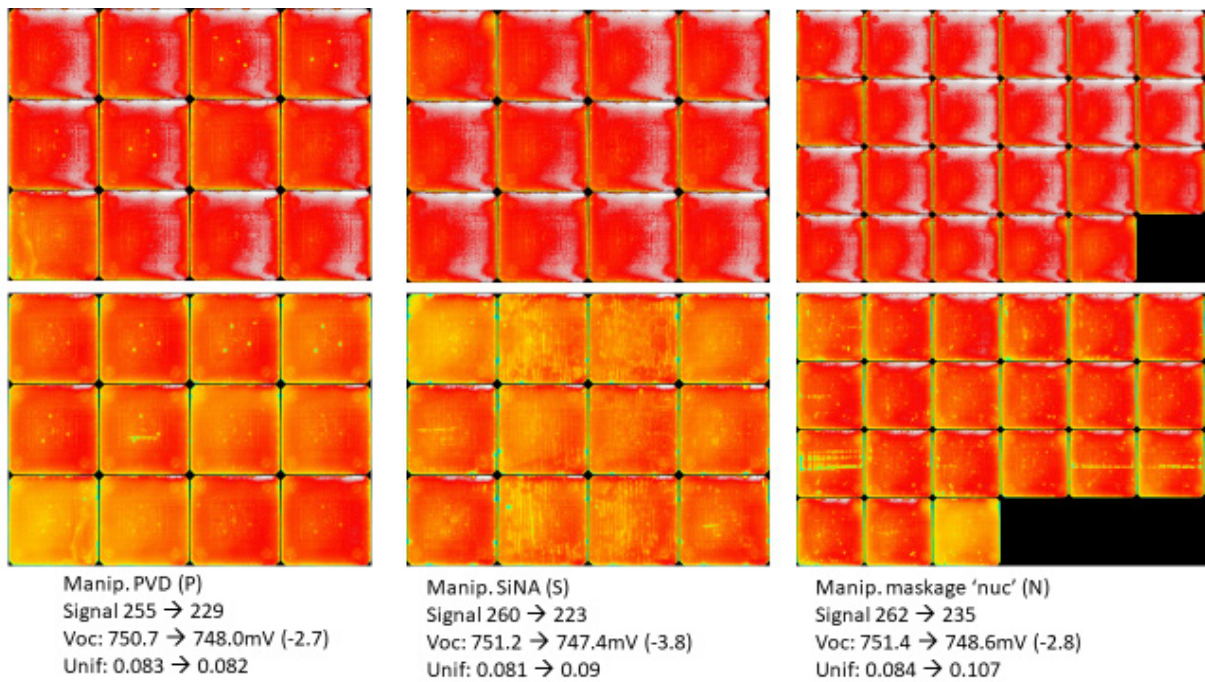 Manip. PVD (P)
Signal 255 → 229
Voc: 750.7 → 748.0mV (-2.7)
Unif: 0.083 → 0.082
Manip. SiNA (S)
Signal 260 → 223
Voc: 751.2 → 747.4mV (-3.8)
Unif: 0.081 → 0.09
Manip. maskage ‘nuc’ (N)
Signal 262 → 235
Voc: 751.4 → 748.6mV (-2.8)
Unif: 0.084 → 0.107